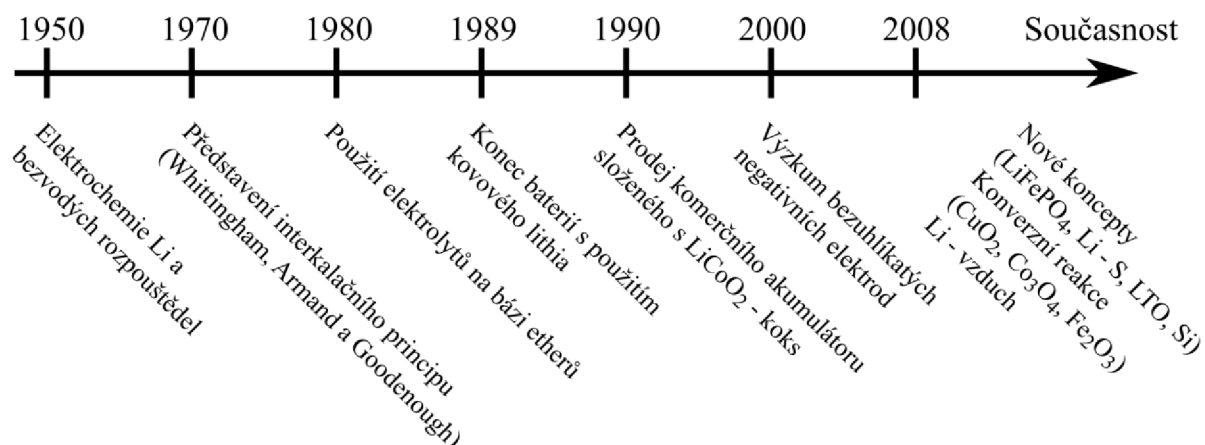 1950 1970 1980 1989 1990 2000 2008 Současnost
Elektrochemie Li a
bezvodých rozpouštědel
Představení interkalačního principu
(Whittingham, Armand a Goodenough)
Použití elektrolytů na bázi etherů
Konec baterií s použitím
kovového lithia
Prodej komerčního akumulátoru
složeného s LiCoO2 - koks
Výzkum bezuhlíkatých
negativních elektrod
Nové koncepty
(LiFePO4, Li - S, LTO, Si)
Konverzní reakce
(CuO2, Co3O4, Fe2O3)
Li - vzduch